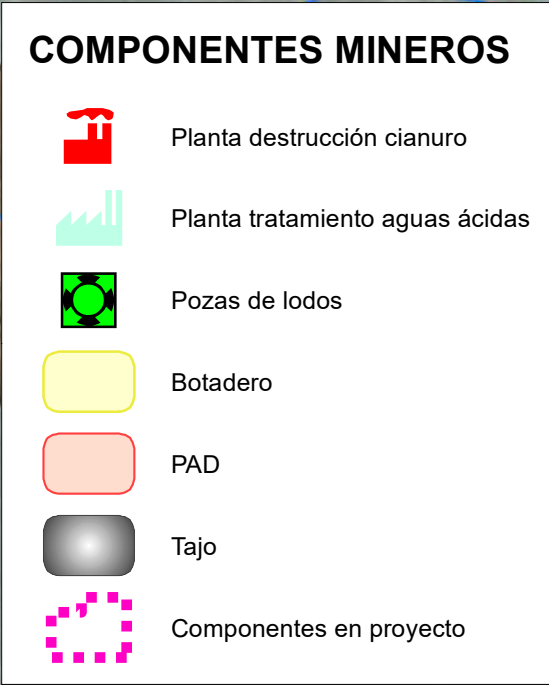 COMPONENTES MINEROS
Planta destrucción cianuro
Planta tratamiento aguas ácidas
Pozas de lodos
Botadero
PAD
Tajo
Componentes en proyecto